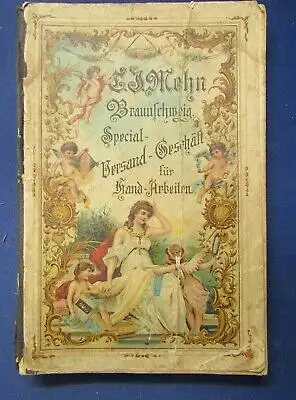 C. J. Mehn
Braunschweig.
Special-
Versand-Geschäft
für
Hand-Arbeiten.